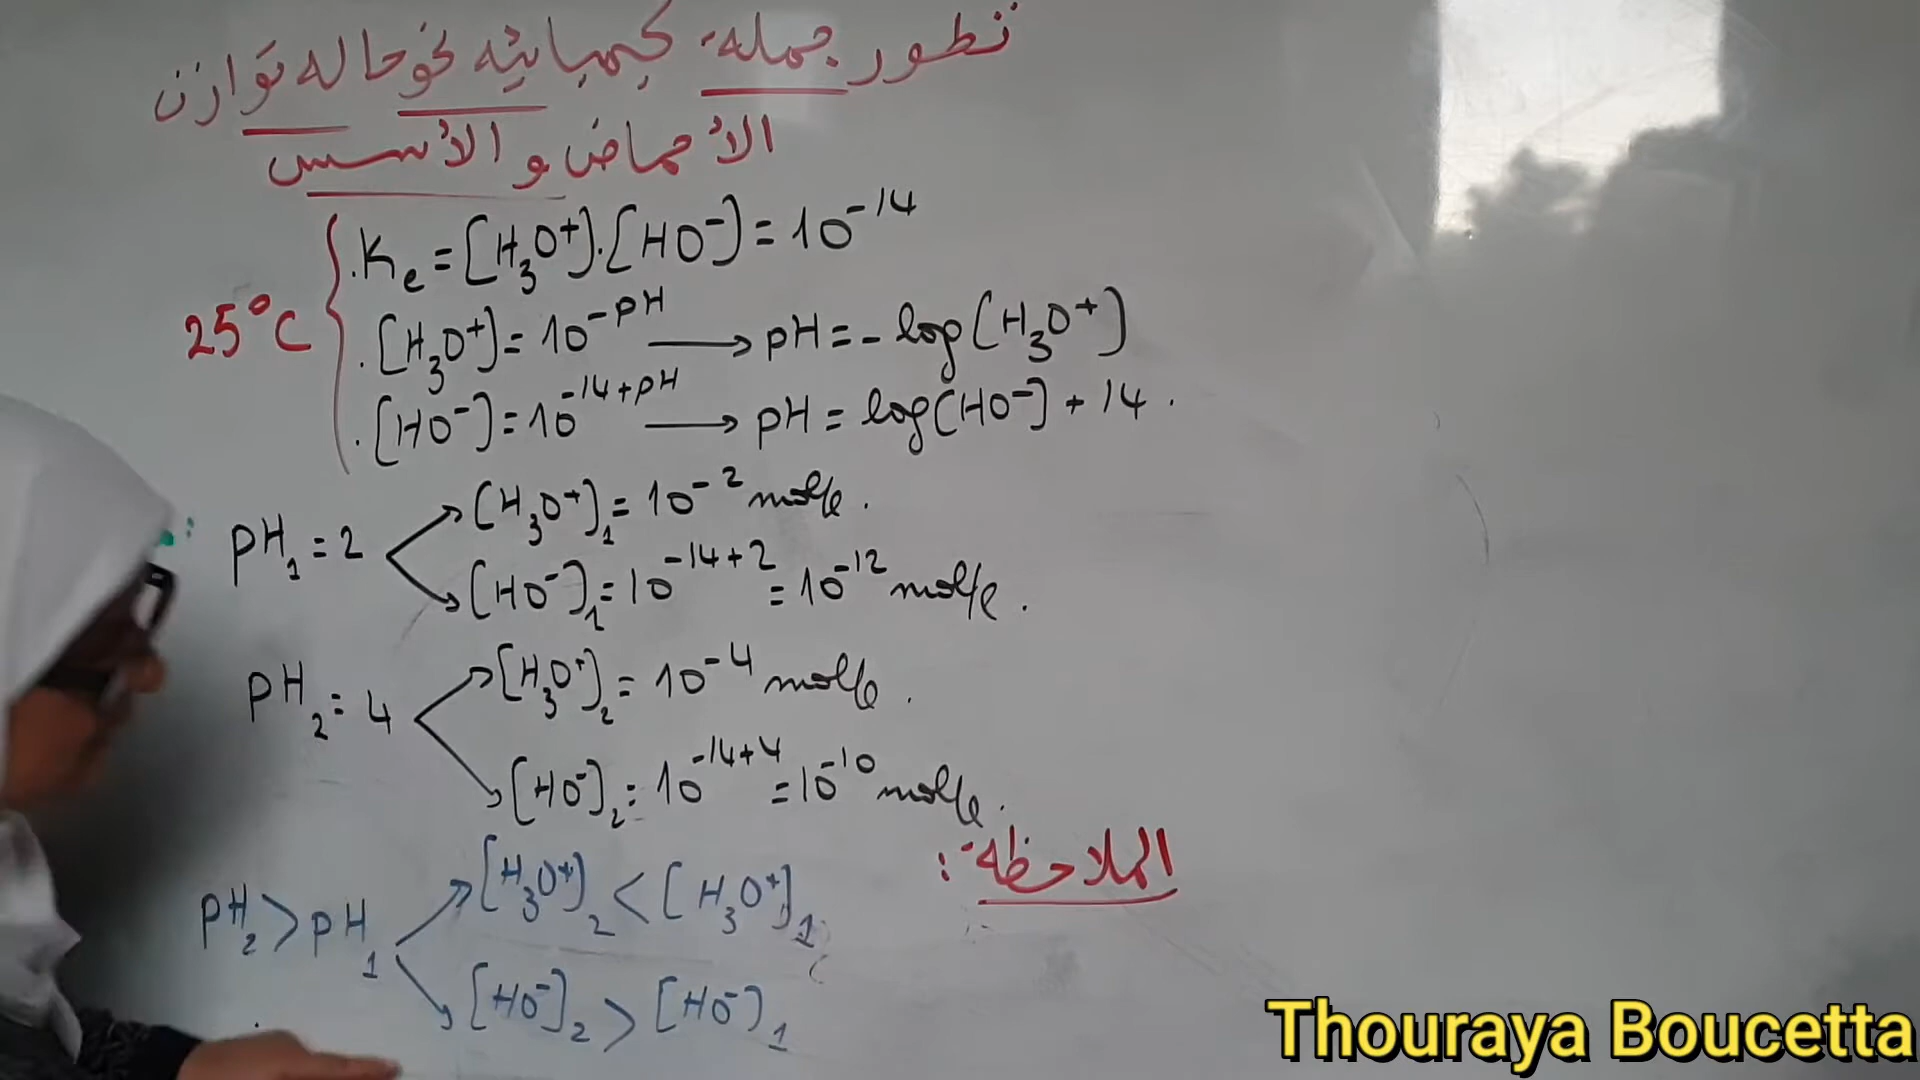 تطور جملة كيميائية نحو حالة توازن
الأحماض و الأسس
25°C
.Ke = [H₃O⁺].[HO⁻] = 10⁻¹⁴
.[H₃O⁺] = 10^-pH → pH = - log[H₃O⁺]
.[HO⁻] = 10^-14+pH → pH = log[HO⁻] + 14.
pH₁ = 2
[H₃O⁺]₁ = 10⁻² mol/l.
[HO⁻]₁ = 10^-14+2 = 10⁻¹² mol/l.
pH₂ = 4
[H₃O⁺]₂ = 10⁻⁴ mol/l.
[HO⁻]₂ = 10^-14+4 = 10⁻¹⁰ mol/l.
الملاحظة:
pH₂ > pH₁
[H₃O⁺]₂ < [H₃O⁺]₁
[HO⁻]₂ > [HO⁻]₁
Thouraya Boucetta